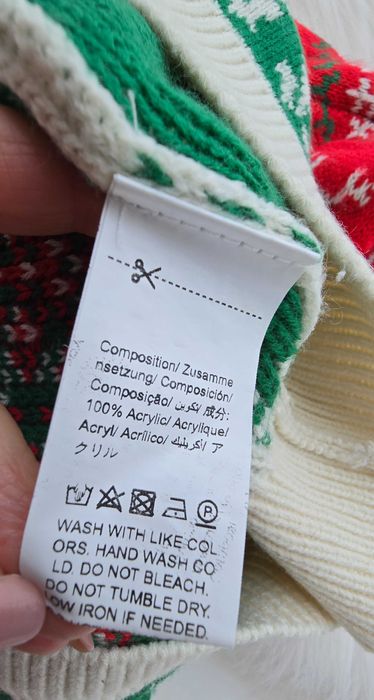 Composition/ Zusamme
nsetzung/ Composición/
Composição/ تكوين/ 成分:
100% Acrylic/ Acrylique/
Acryl/ Acrílico/ أكريليك/ ア
クリル
P
WASH WITH LIKE COL
ORS. HAND WASH CO
LD. DO NOT BLEACH.
DO NOT TUMBLE DRY.
LOW IRON IF NEEDED.